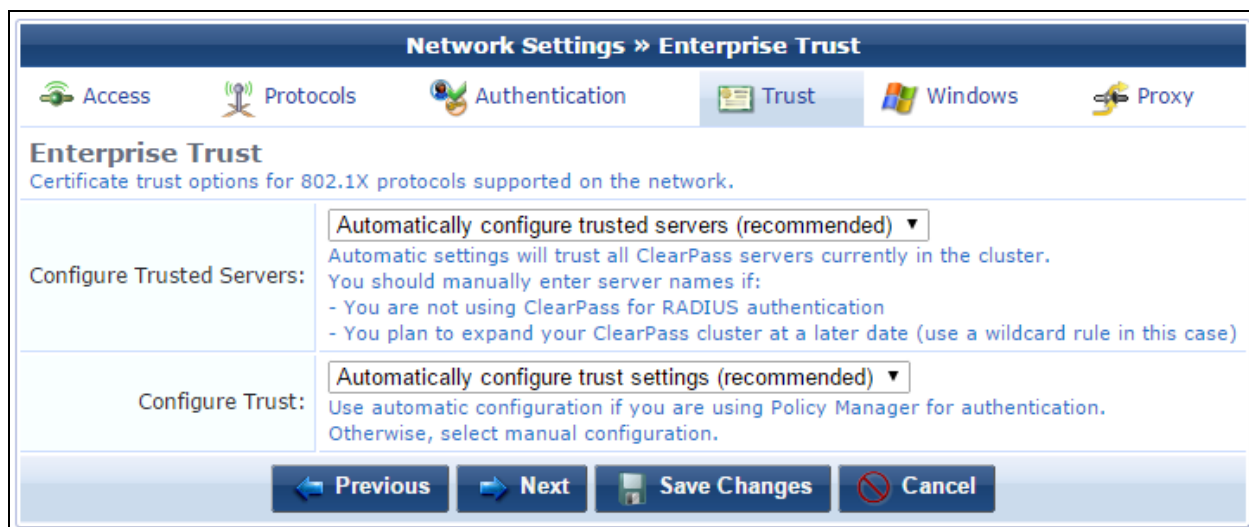 Network Settings » Enterprise Trust
Access Protocols Authentication Trust Windows Proxy
Enterprise Trust
Certificate trust options for 802.1X protocols supported on the network.
Configure Trusted Servers:
Automatically configure trusted servers (recommended) ▼
Automatic settings will trust all ClearPass servers currently in the cluster.
You should manually enter server names if:
- You are not using ClearPass for RADIUS authentication
- You plan to expand your ClearPass cluster at a later date (use a wildcard rule in this case)
Configure Trust:
Automatically configure trust settings (recommended) ▼
Use automatic configuration if you are using Policy Manager for authentication.
Otherwise, select manual configuration.
Previous Next Save Changes Cancel